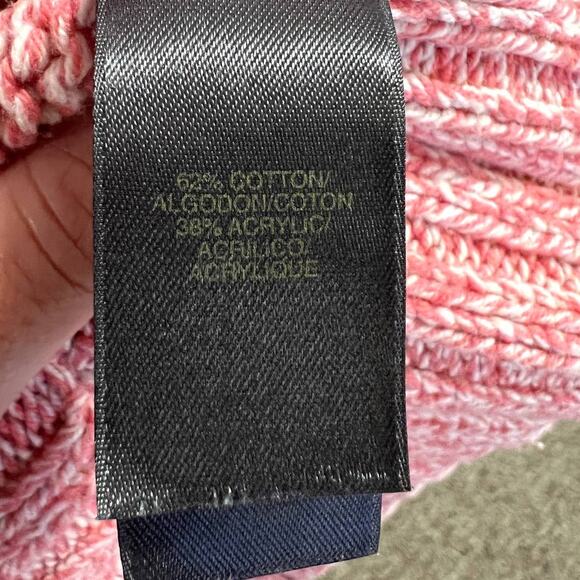 62% COTTON/
ALGODON/COTON
38% ACRYLIC/
ACRILICO/
ACRYLIQUE